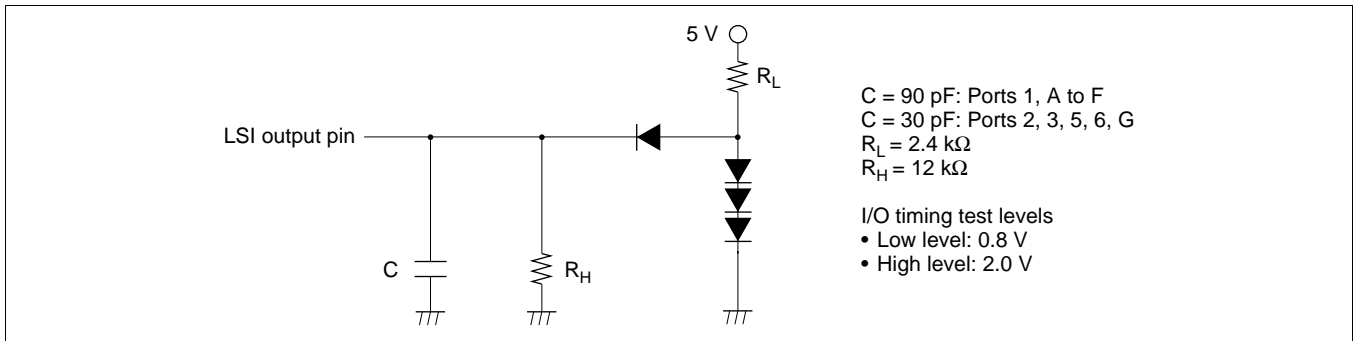 5 V
R_L
LSI output pin
C
R_H
C = 90 pF: Ports 1, A to F
C = 30 pF: Ports 2, 3, 5, 6, G
R_L = 2.4 kΩ
R_H = 12 kΩ
I/O timing test levels
• Low level: 0.8 V
• High level: 2.0 V